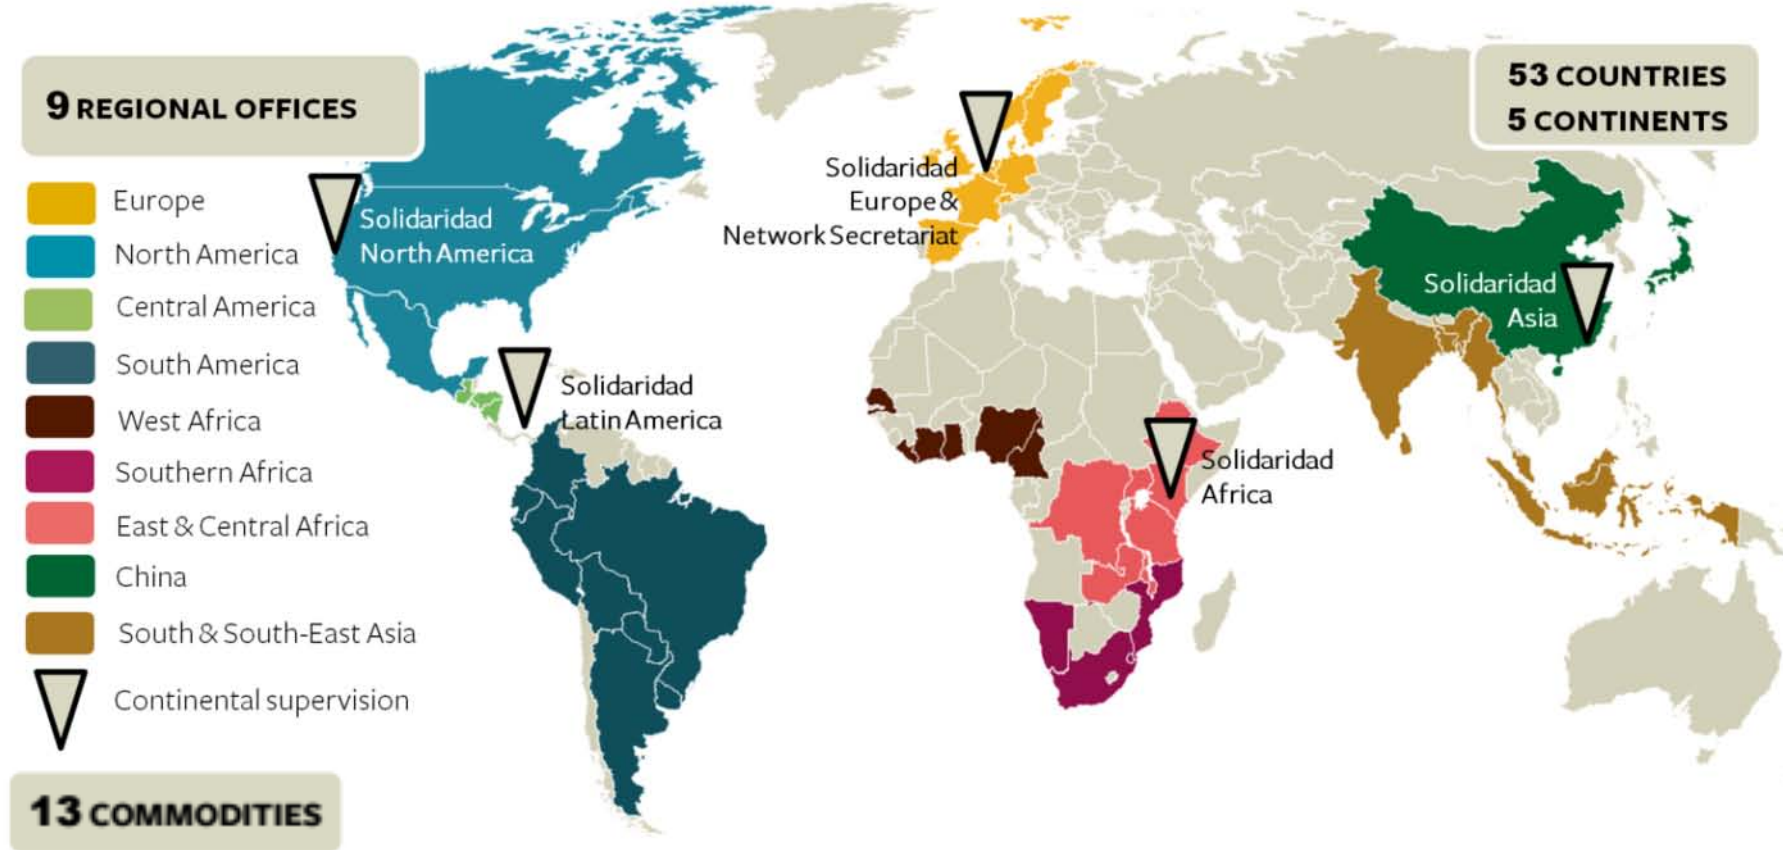 9 REGIONAL OFFICES
53 COUNTRIES
5 CONTINENTS
Europe
North America
Central America
South America
West Africa
Southern Africa
East & Central Africa
China
South & South-East Asia
Continental supervision
13 COMMODITIES
Solidaridad
North America
Solidaridad
Latin America
Solidaridad
Europe &
Network Secretariat
Solidaridad
Africa
Solidaridad
Asia